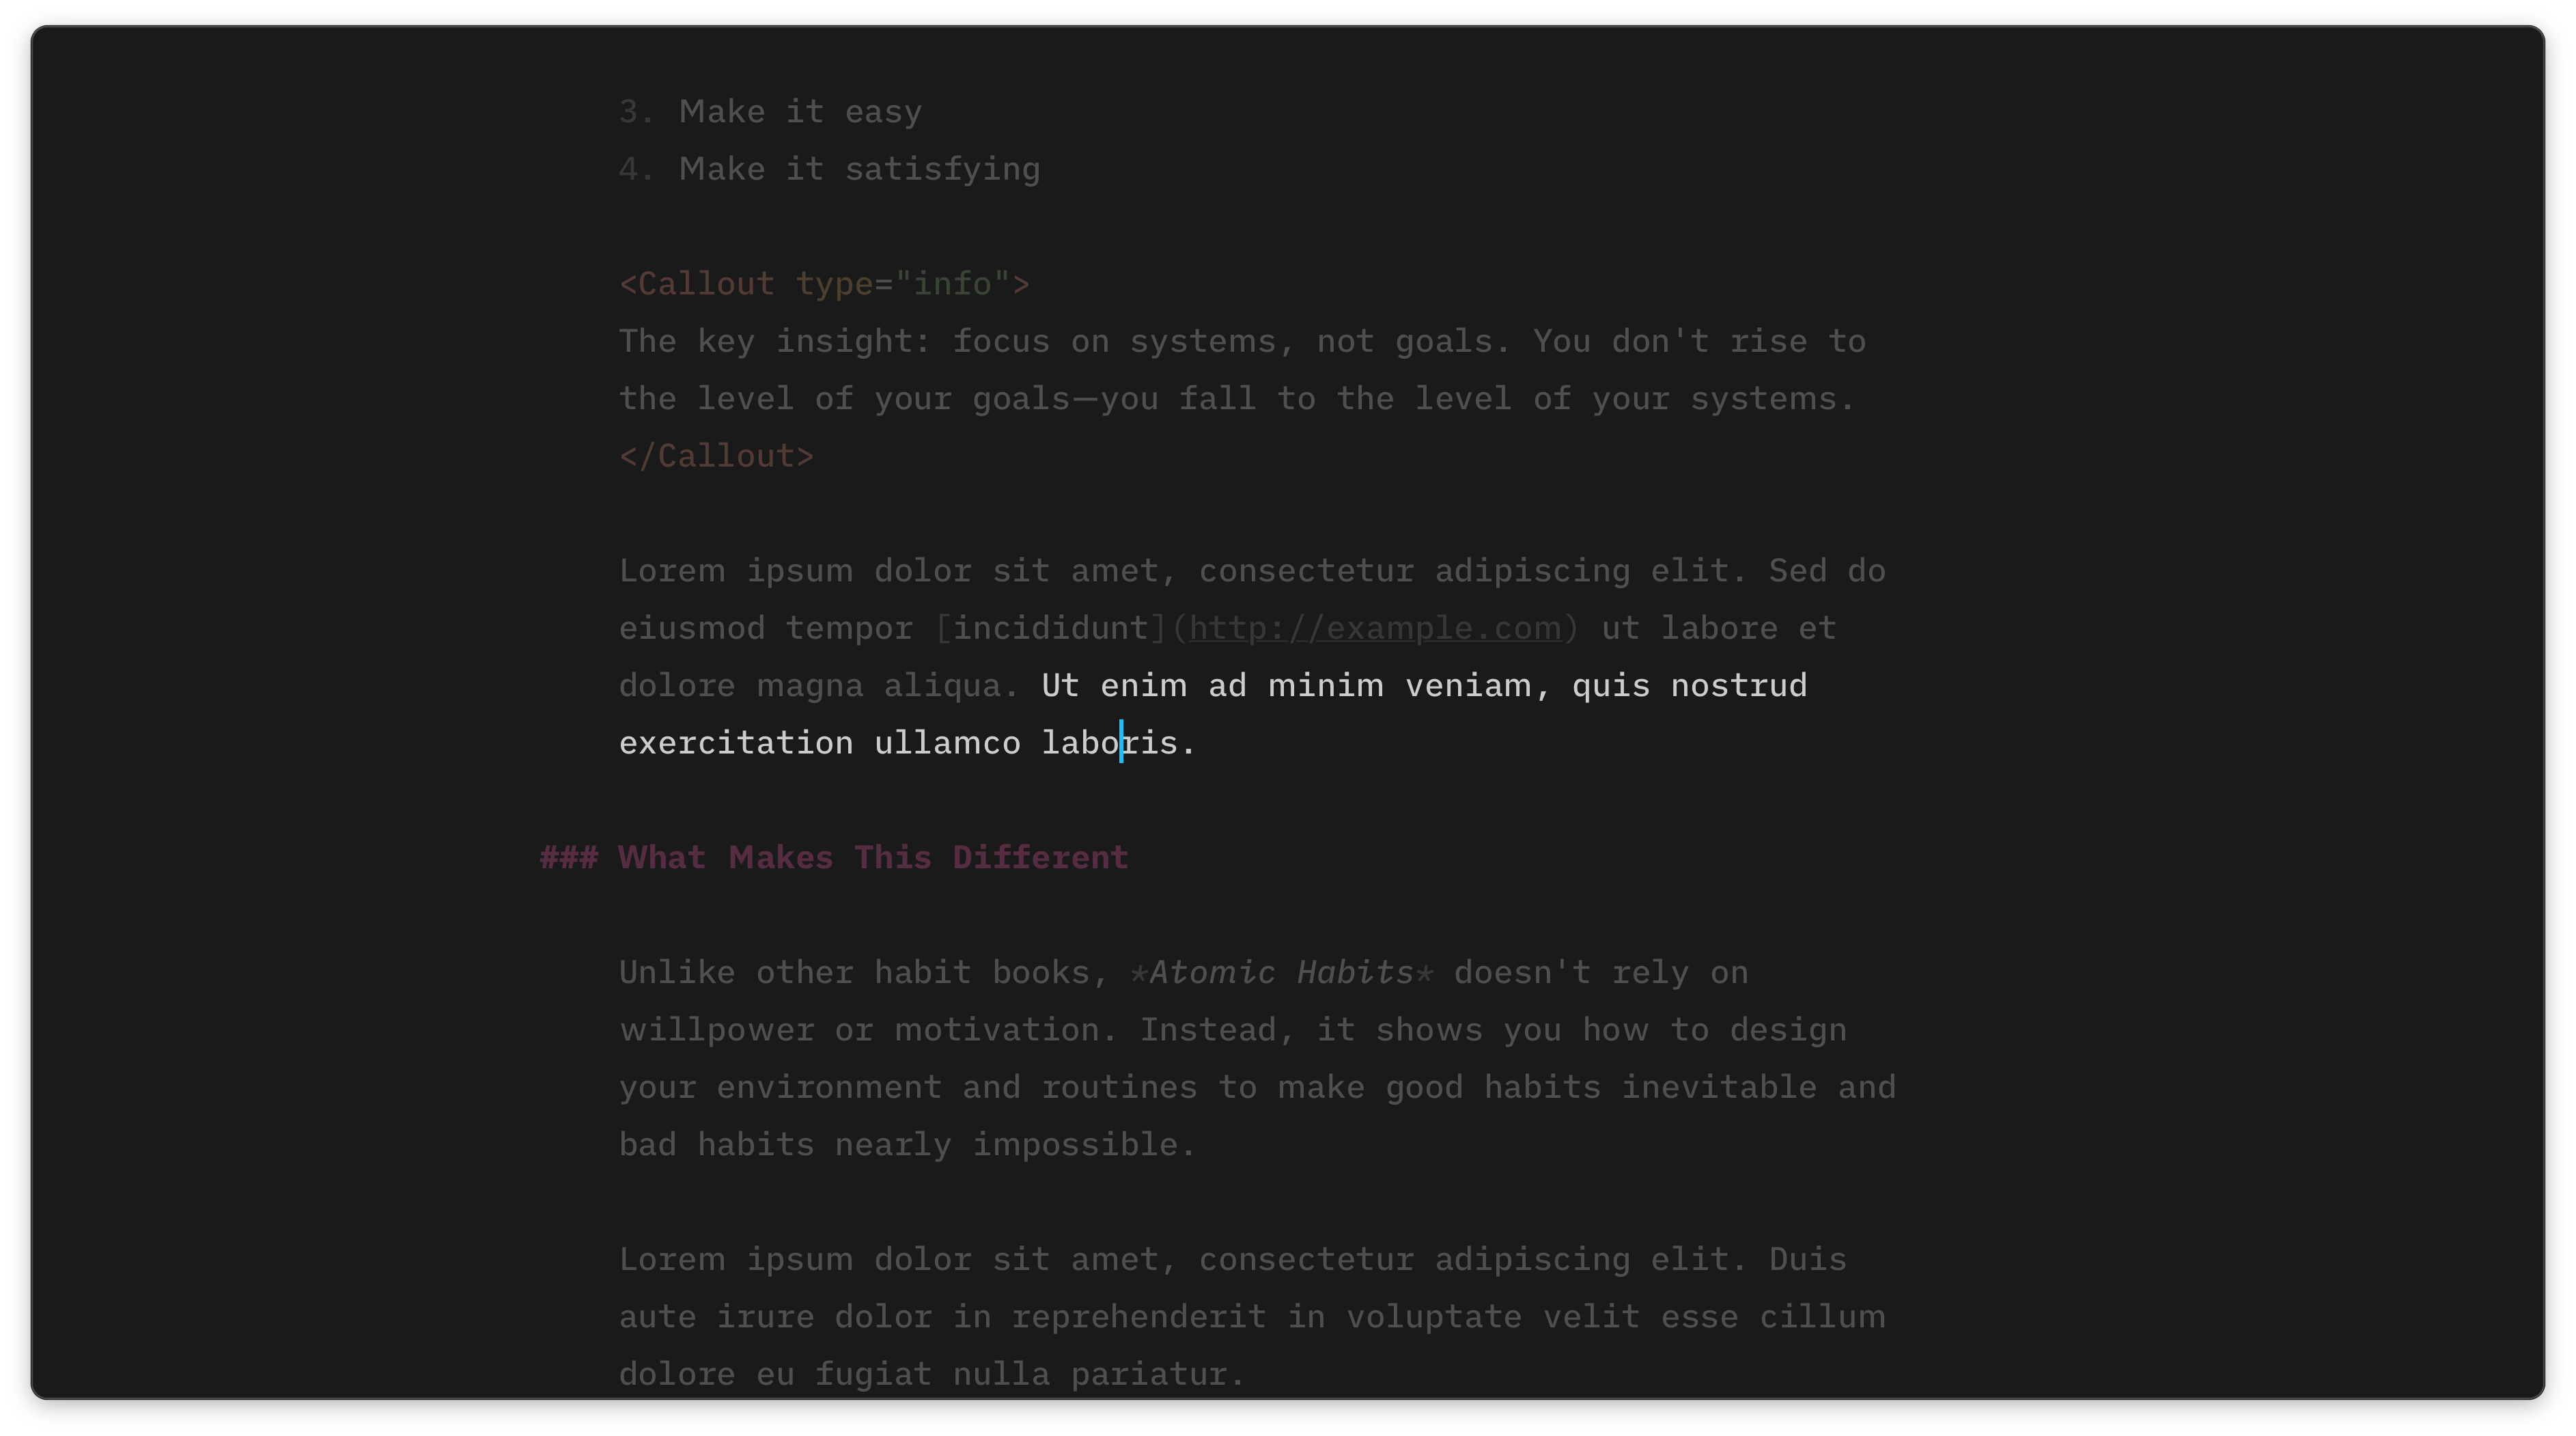 3. Make it easy
4. Make it satisfying
<Callout type="info">
The key insight: focus on systems, not goals. You don't rise to
the level of your goals—you fall to the level of your systems.
</Callout>
Lorem ipsum dolor sit amet, consectetur adipiscing elit. Sed do
eiusmod tempor [incididunt](http://example.com) ut labore et
dolore magna aliqua. Ut enim ad minim veniam, quis nostrud
exercitation ullamco laboris.
### What Makes This Different
Unlike other habit books, *Atomic Habits* doesn't rely on
willpower or motivation. Instead, it shows you how to design
your environment and routines to make good habits inevitable and
bad habits nearly impossible.
Lorem ipsum dolor sit amet, consectetur adipiscing elit. Duis
aute irure dolor in reprehenderit in voluptate velit esse cillum
dolore eu fugiat nulla pariatur.